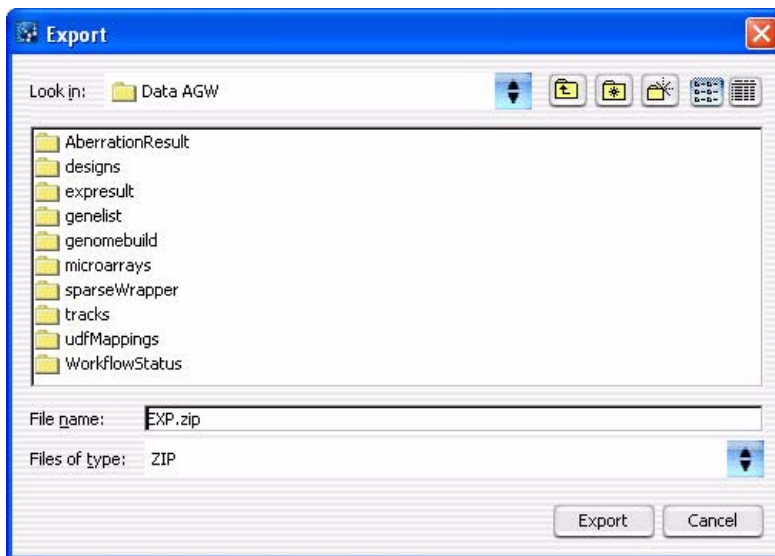 Export
Look in: Data AGW
AberrationResult
designs
expresult
genelist
genomebuild
microarrays
sparseWrapper
tracks
udfMappings
WorkflowStatus
File name: EXP.zip
Files of type: ZIP
Export Cancel